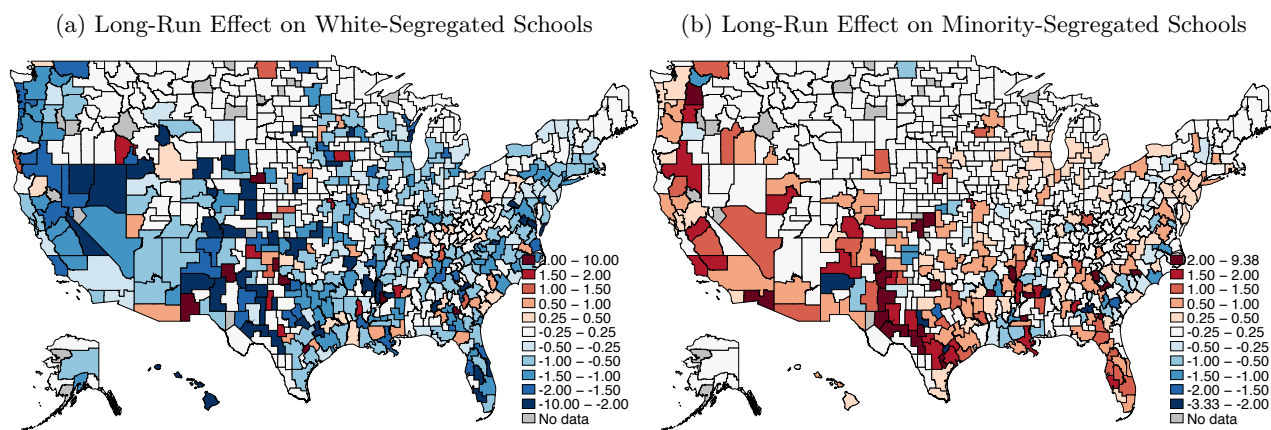 (a) Long-Run Effect on White-Segregated Schools
(b) Long-Run Effect on Minority-Segregated Schools
2.00 – 10.00
1.50 – 2.00
1.00 – 1.50
0.50 – 1.00
0.25 – 0.50
-0.25 – 0.25
-0.50 – -0.25
-1.00 – -0.50
-1.50 – -1.00
-2.00 – -1.50
-10.00 – -2.00
No data
2.00 – 9.38
1.50 – 2.00
1.00 – 1.50
0.50 – 1.00
0.25 – 0.50
-0.25 – 0.25
-0.50 – -0.25
-1.00 – -0.50
-1.50 – -1.00
-2.00 – -1.50
-3.33 – -2.00
No data